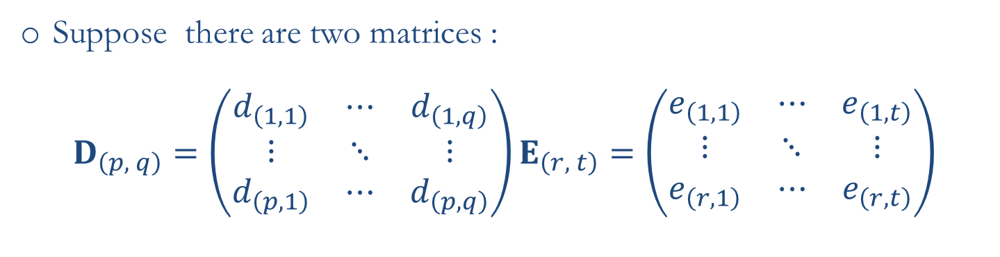 ○ Suppose there are two matrices :
d(1,1) ⋯ d(1,q) e(1,1) ⋯ e(1,t)
𝐃(p, q) = ⋮ ⋱ ⋮ 𝐄(r, t) = ⋮ ⋱ ⋮
d(p,1) ⋯ d(p,q) e(r,1) ⋯ e(r,t)